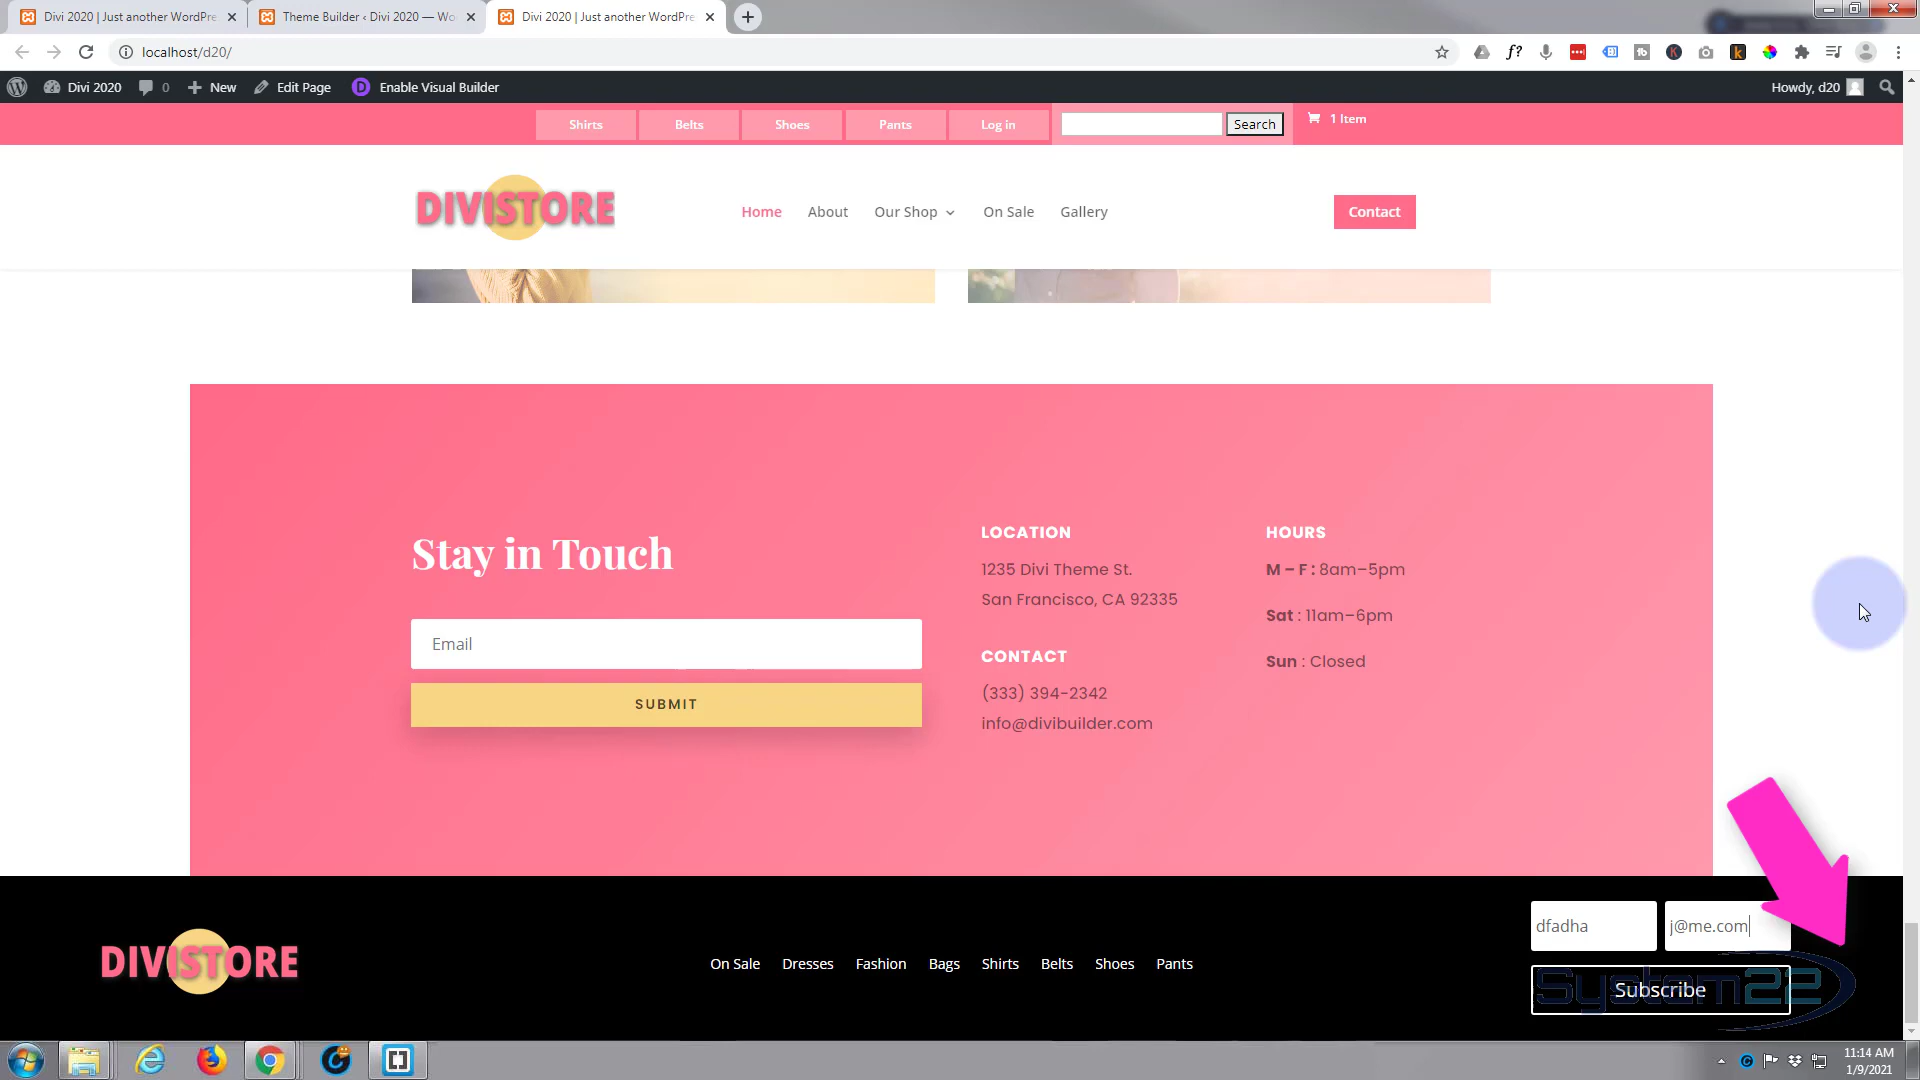 Divi 2020 | Just another WordPre
Theme Builder ‹ Divi 2020 — Wo
Divi 2020 | Just another WordPre
localhost/d20/
Divi 2020
0
New
Edit Page
Enable Visual Builder
Howdy, d20
Shirts
Belts
Shoes
Pants
Log in
Search
1 Item
DIVISTORE
Home
About
Our Shop
On Sale
Gallery
Contact
Stay in Touch
Email
SUBMIT
LOCATION
1235 Divi Theme St.
San Francisco, CA 92335
CONTACT
(333) 394-2342
info@divibuilder.com
HOURS
M – F : 8am–5pm
Sat : 11am–6pm
Sun : Closed
DIVISTORE
On Sale
Dresses
Fashion
Bags
Shirts
Belts
Shoes
Pants
dfadha
j@me.com
Subscribe
System22
11:14 AM
1/9/2021